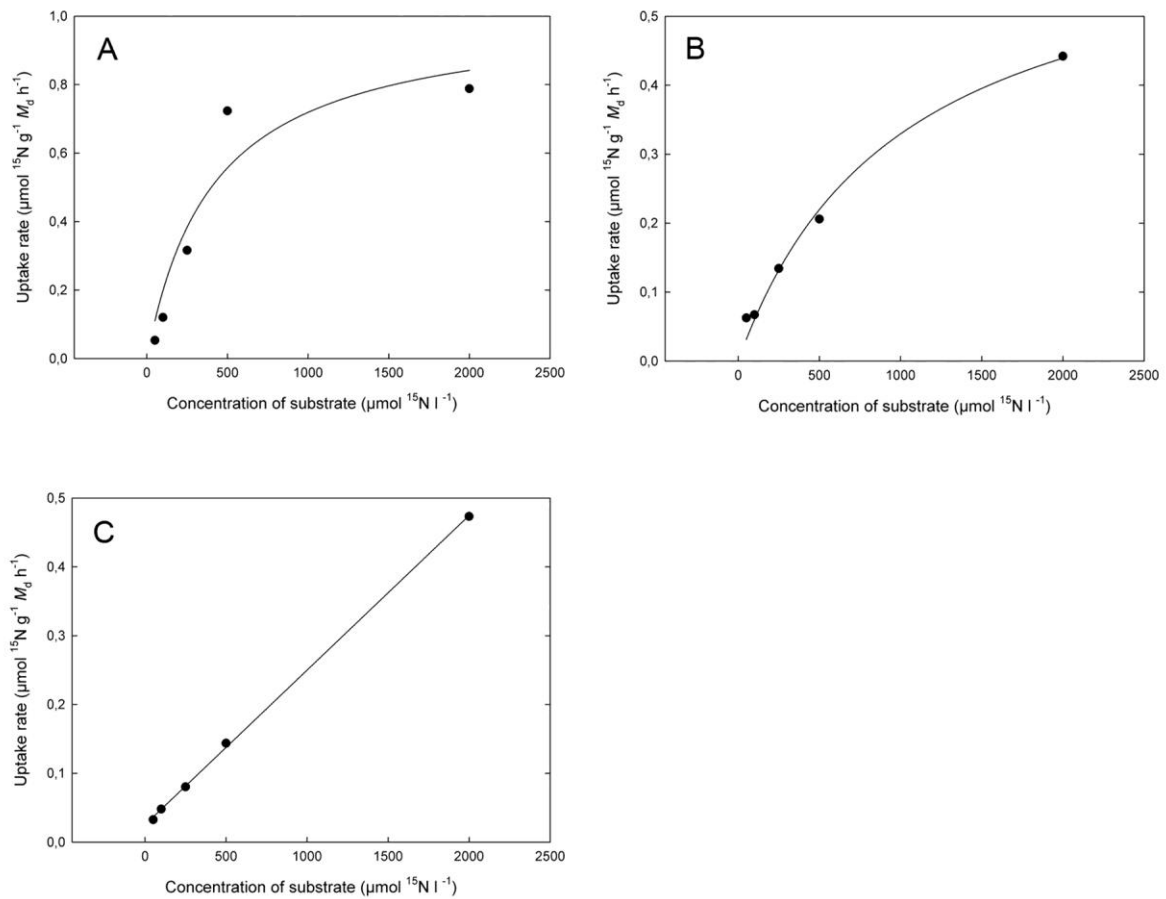 A
1,0
0,8
0,6
0,4
0,2
0,0
Uptake rate (µmol ¹⁵N g⁻¹ M_d h⁻¹)
0 500 1000 1500 2000 2500
Concentration of substrate (µmol ¹⁵N l ⁻¹)
B
0,5
0,4
0,3
0,2
0,1
0,0
Uptake rate (µmol ¹⁵N g⁻¹ M_d h⁻¹)
0 500 1000 1500 2000 2500
Concentration of substrate (µmol ¹⁵N l ⁻¹)
C
0,5
0,4
0,3
0,2
0,1
0,0
Uptake rate (µmol ¹⁵N g⁻¹ M_d h⁻¹)
0 500 1000 1500 2000 2500
Concentration of substrate (µmol ¹⁵N l ⁻¹)